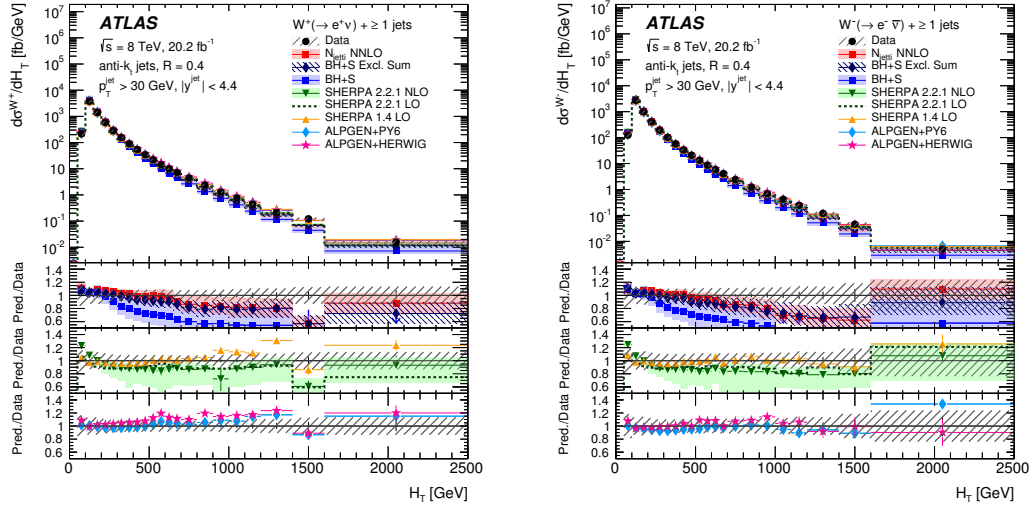 ATLAS
√s = 8 TeV, 20.2 fb⁻¹
anti-kₜ jets, R = 0.4
p_T^jet > 30 GeV, |y^jet| < 4.4
W⁺(→ e⁺ν) + ≥ 1 jets
Data
N_jetti NNLO
BH+S Excl. Sum
BH+S
SHERPA 2.2.1 NLO
SHERPA 2.2.1 LO
SHERPA 1.4 LO
ALPGEN+PY6
ALPGEN+HERWIG
dσ^W⁺/dH_T [fb/GeV]
10⁷
10⁶
10⁵
10⁴
10³
10²
10
1
10⁻¹
10⁻²
Pred./Data
1.4
1.2
1
0.8
0.6
Pred./Data
1.4
1.2
1
0.8
0.6
Pred./Data
1.4
1.2
1
0.8
0.6
0 500 1000 1500 2000 2500
H_T [GeV]
ATLAS
√s = 8 TeV, 20.2 fb⁻¹
anti-kₜ jets, R = 0.4
p_T^jet > 30 GeV, |y^jet| < 4.4
W⁻(→ e⁻ ν̅) + ≥ 1 jets
Data
N_jetti NNLO
BH+S Excl. Sum
BH+S
SHERPA 2.2.1 NLO
SHERPA 2.2.1 LO
SHERPA 1.4 LO
ALPGEN+PY6
ALPGEN+HERWIG
dσ^W⁻/dH_T [fb/GeV]
10⁷
10⁶
10⁵
10⁴
10³
10²
10
1
10⁻¹
10⁻²
Pred./Data
1.4
1.2
1
0.8
0.6
Pred./Data
1.4
1.2
1
0.8
0.6
Pred./Data
1.4
1.2
1
0.8
0.6
0 500 1000 1500 2000 2500
H_T [GeV]